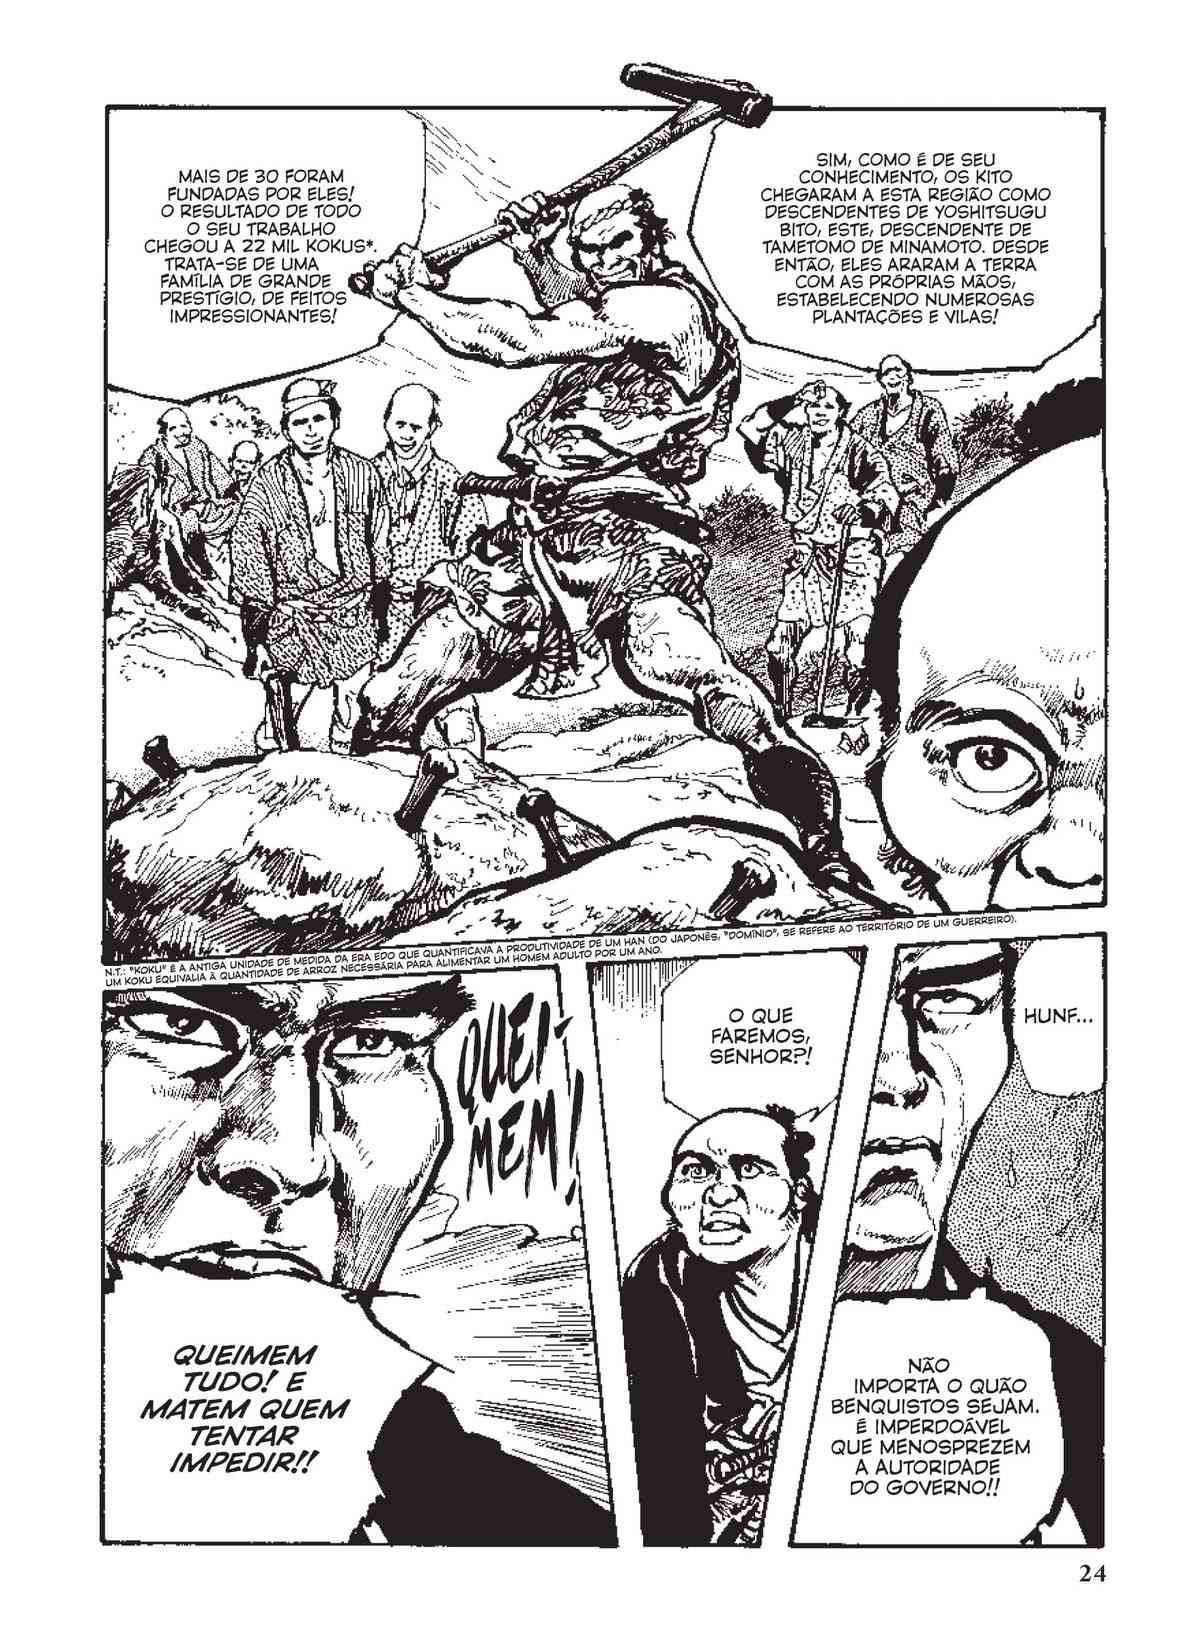 SIM, COMO É DE SEU
CONHECIMENTO, OS KITO
CHEGARAM A ESTA REGIÃO COMO
DESCENDENTES DE YOSHITSUGU
BITO, ESTE, DESCENDENTE DE
TAMETOMO DE MINAMOTO. DESDE
ENTÃO, ELES ARARAM A TERRA
COM AS PRÓPRIAS MÃOS,
ESTABELECENDO NUMEROSAS
PLANTAÇÕES E VILAS!
MAIS DE 30 FORAM
FUNDADAS POR ELES!
O RESULTADO DE TODO
O SEU TRABALHO
CHEGOU A 22 MIL KOKUS*.
TRATA-SE DE UMA
FAMÍLIA DE GRANDE
PRESTÍGIO, DE FEITOS
IMPRESSIONANTES!
N.T.: "KOKU" É A ANTIGA UNIDADE DE MEDIDA DA ERA EDO QUE QUANTIFICAVA A PRODUTIVIDADE DE UM HAN (DO JAPONÊS, "DOMÍNIO", SE REFERE AO TERRITÓRIO DE UM GUERREIRO).
UM KOKU EQUIVALIA À QUANTIDADE DE ARROZ NECESSÁRIA PARA ALIMENTAR UM HOMEM ADULTO POR UM ANO.
HUNF...
NÃO
IMPORTA O QUÃO
BENQUISTOS SEJAM.
É IMPERDOÁVEL
QUE MENOSPREZEM
A AUTORIDADE
DO GOVERNO!!
O QUE
FAREMOS,
SENHOR?!
QUEI-
MEM!
QUEIMEM
TUDO! E
MATEM QUEM
TENTAR
IMPEDIR!!
24